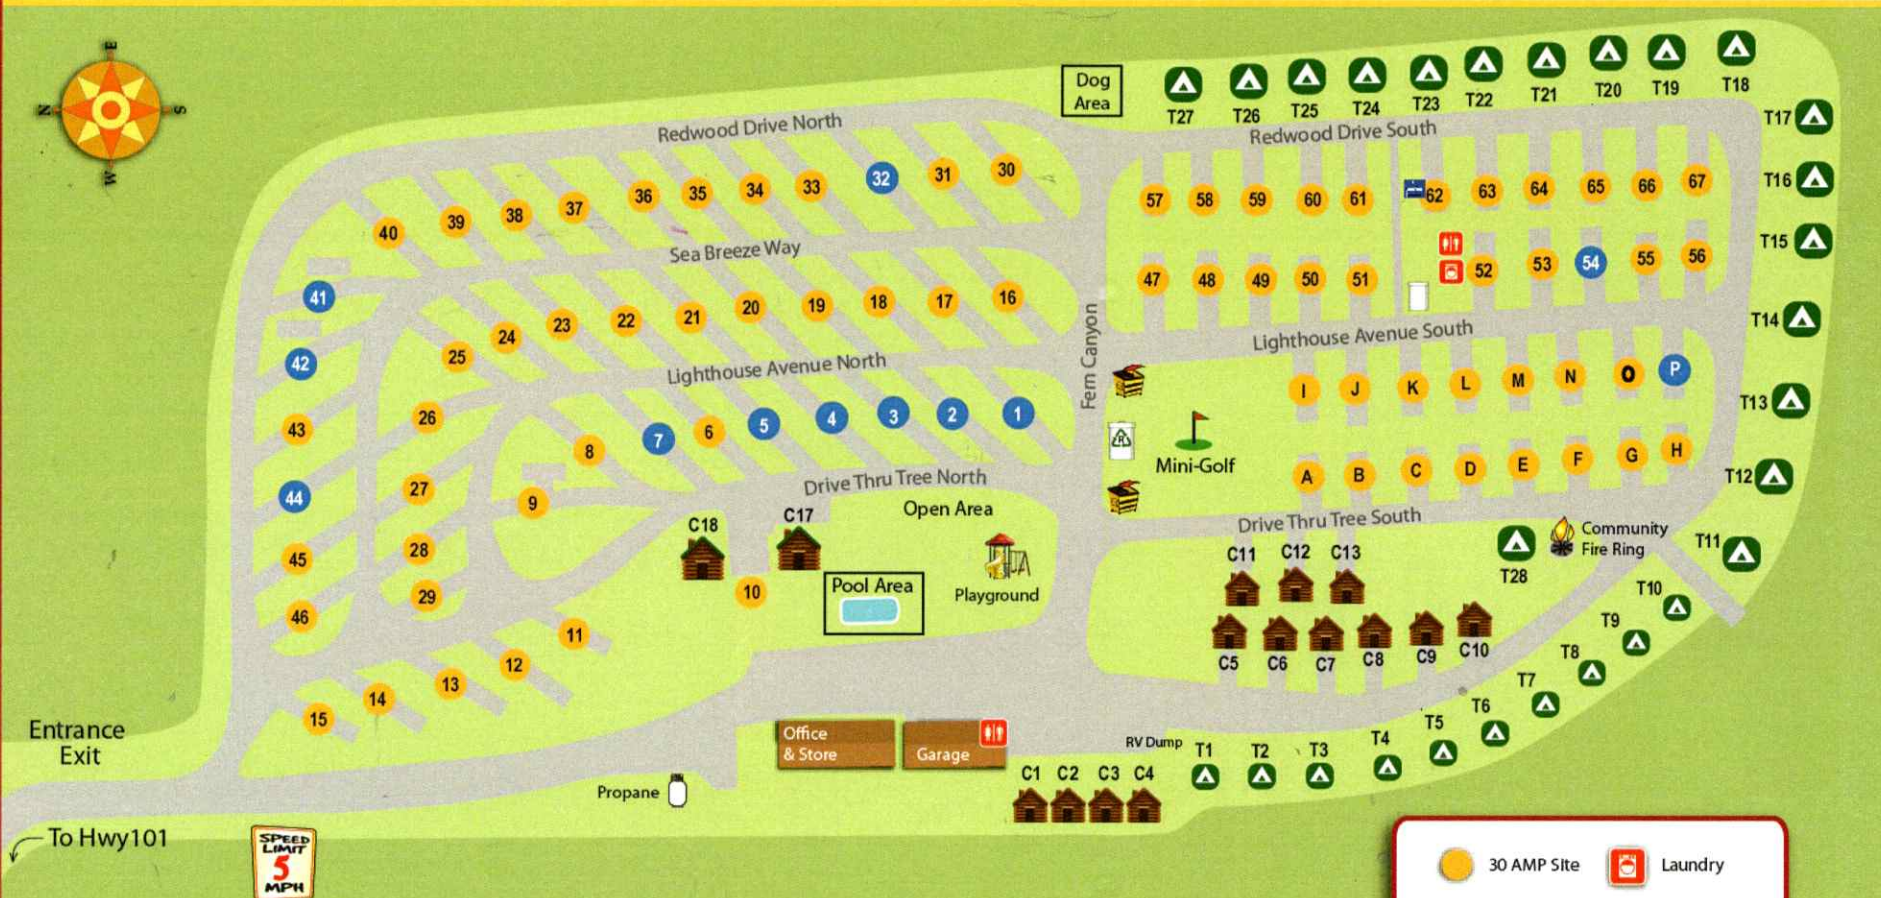 E
N
S
W
Dog
Area
T27
T26
T25
T24
T23
T22
T21
T20
T19
T18
T17
Redwood Drive North
Redwood Drive South
40
39
38
37
36
35
34
33
32
31
30
57
58
59
60
61
62
63
64
65
66
67
T16
Sea Breeze Way
T15
41
25
24
23
22
21
20
19
18
17
16
47
48
49
50
51
52
53
54
55
56
T14
Lighthouse Avenue North
Fern Canyon
Lighthouse Avenue South
42
43
26
8
7
6
5
4
3
2
1
I
J
K
L
M
N
O
P
T13
Mini-Golf
A
B
C
D
E
F
G
H
T12
44
27
9
Drive Thru Tree North
Drive Thru Tree South
Open Area
C18
C17
C11
C12
C13
T28
Community
Fire Ring
T11
45
28
46
29
10
Pool Area
Playground
T10
C5
C6
C7
C8
C9
C10
T9
T8
T7
T6
T5
T4
15
14
13
12
11
Entrance
Exit
Office
& Store
Garage
RV Dump
T1
T2
T3
C1
C2
C3
C4
Propane
To Hwy101
SPEED
LIMIT
5
MPH
30 AMP Site
Laundry